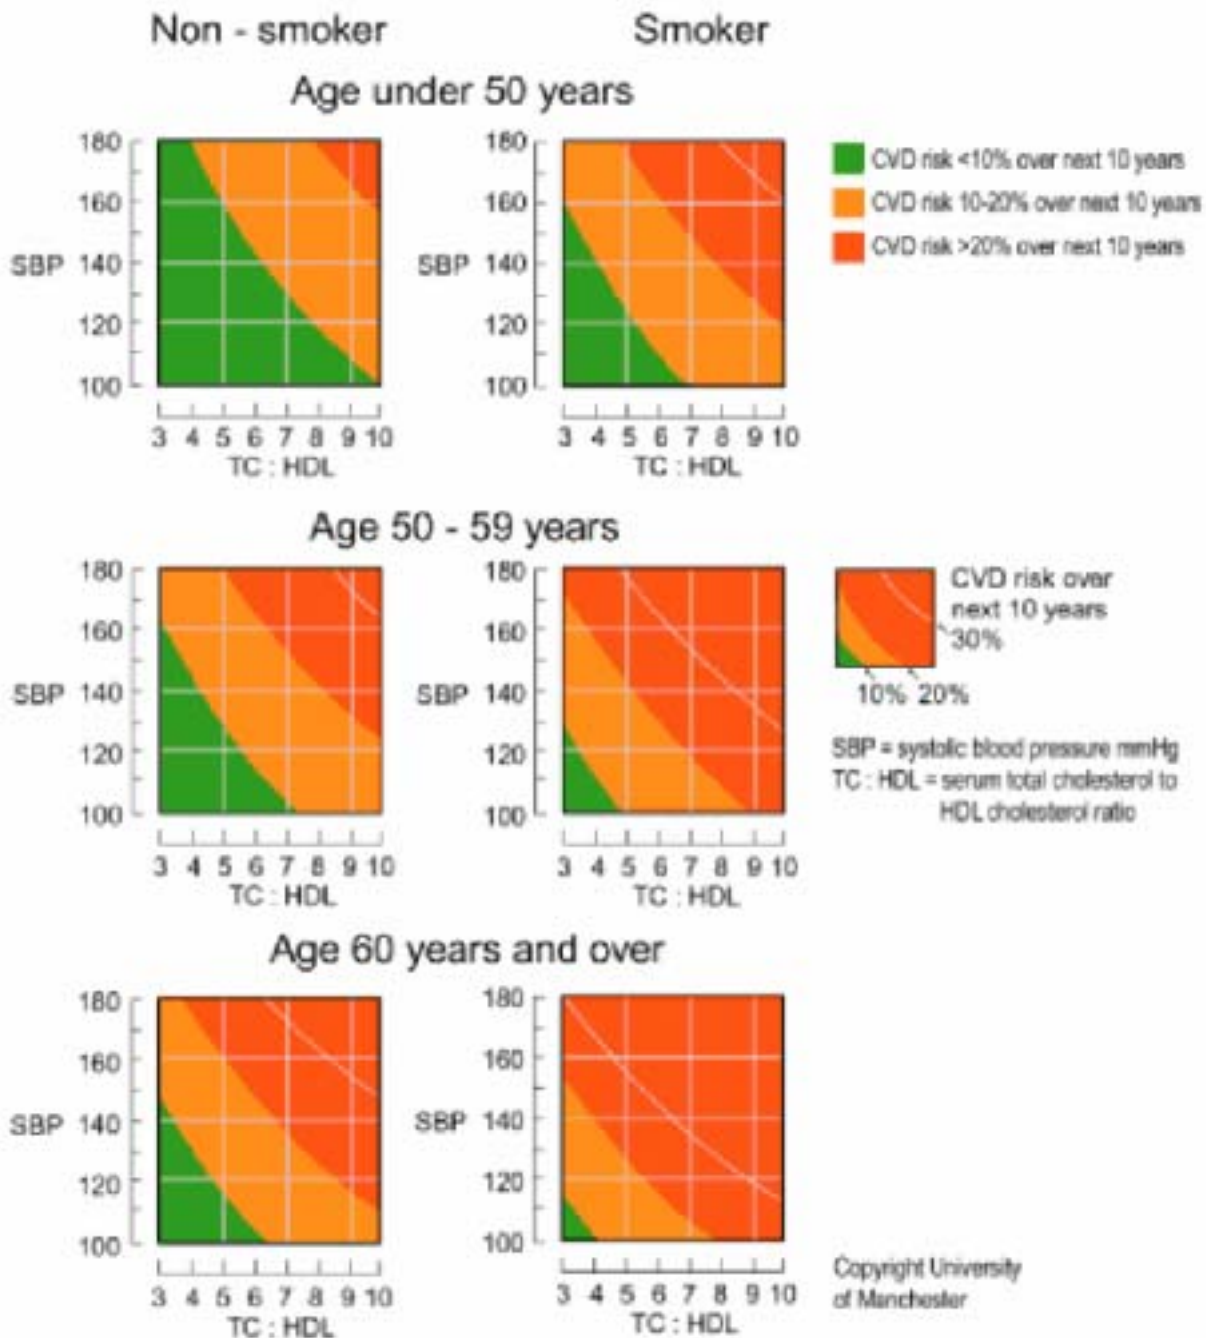 Non - smoker Smoker
Age under 50 years
180 180
160 160
SBP 140 SBP 140
120 120
100 100
3 4 5 6 7 8 9 10 3 4 5 6 7 8 9 10
TC : HDL TC : HDL
CVD risk <10% over next 10 years
CVD risk 10-20% over next 10 years
CVD risk >20% over next 10 years
Age 50 - 59 years
180 180
160 160
SBP 140 SBP 140
120 120
100 100
3 4 5 6 7 8 9 10 3 4 5 6 7 8 9 10
TC : HDL TC : HDL
CVD risk over
next 10 years
30%
10% 20%
SBP = systolic blood pressure mmHg
TC : HDL = serum total cholesterol to
HDL cholesterol ratio
Age 60 years and over
180 180
160 160
SBP 140 SBP 140
120 120
100 100
3 4 5 6 7 8 9 10 3 4 5 6 7 8 9 10
TC : HDL TC : HDL
Copyright University
of Manchester